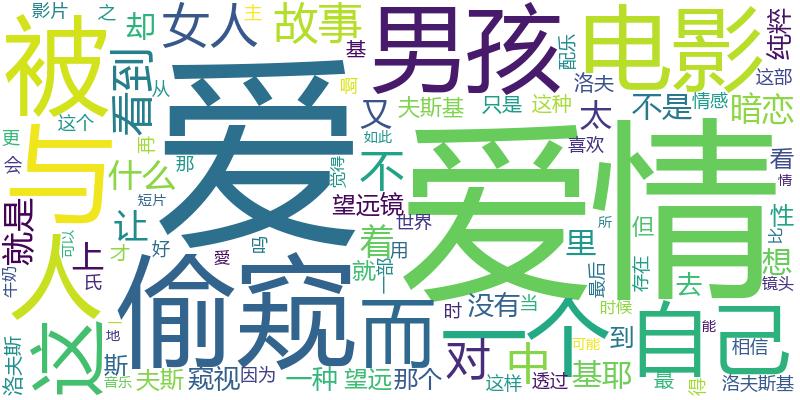 影片 之 却 女人 主 故事 男孩 电影 纯粹
被 看到 基 啊 配乐 洛夫 这部
更 这个 从 爱 又 夫斯基 只是 这种 太 不是 情感 暗恋
会 与 什么 再 那 觉得 不 爱情 喜欢 看 情
就是 人 让 短片 望远镜 世界 里 但 性 所 比
牛奶 可以 上 才 好 愛 吗 着 用 想
氏 偷窥 就 一部 而 一个 最后 存在 去 镜头
这 地 一 时 没有 当 时候 自己 能
斯 对 中 到 可能 相信
洛夫斯 音乐 夫斯 窥视 因为 一种 望远 那个 这样 透过 基耶 最 得 洛夫斯基